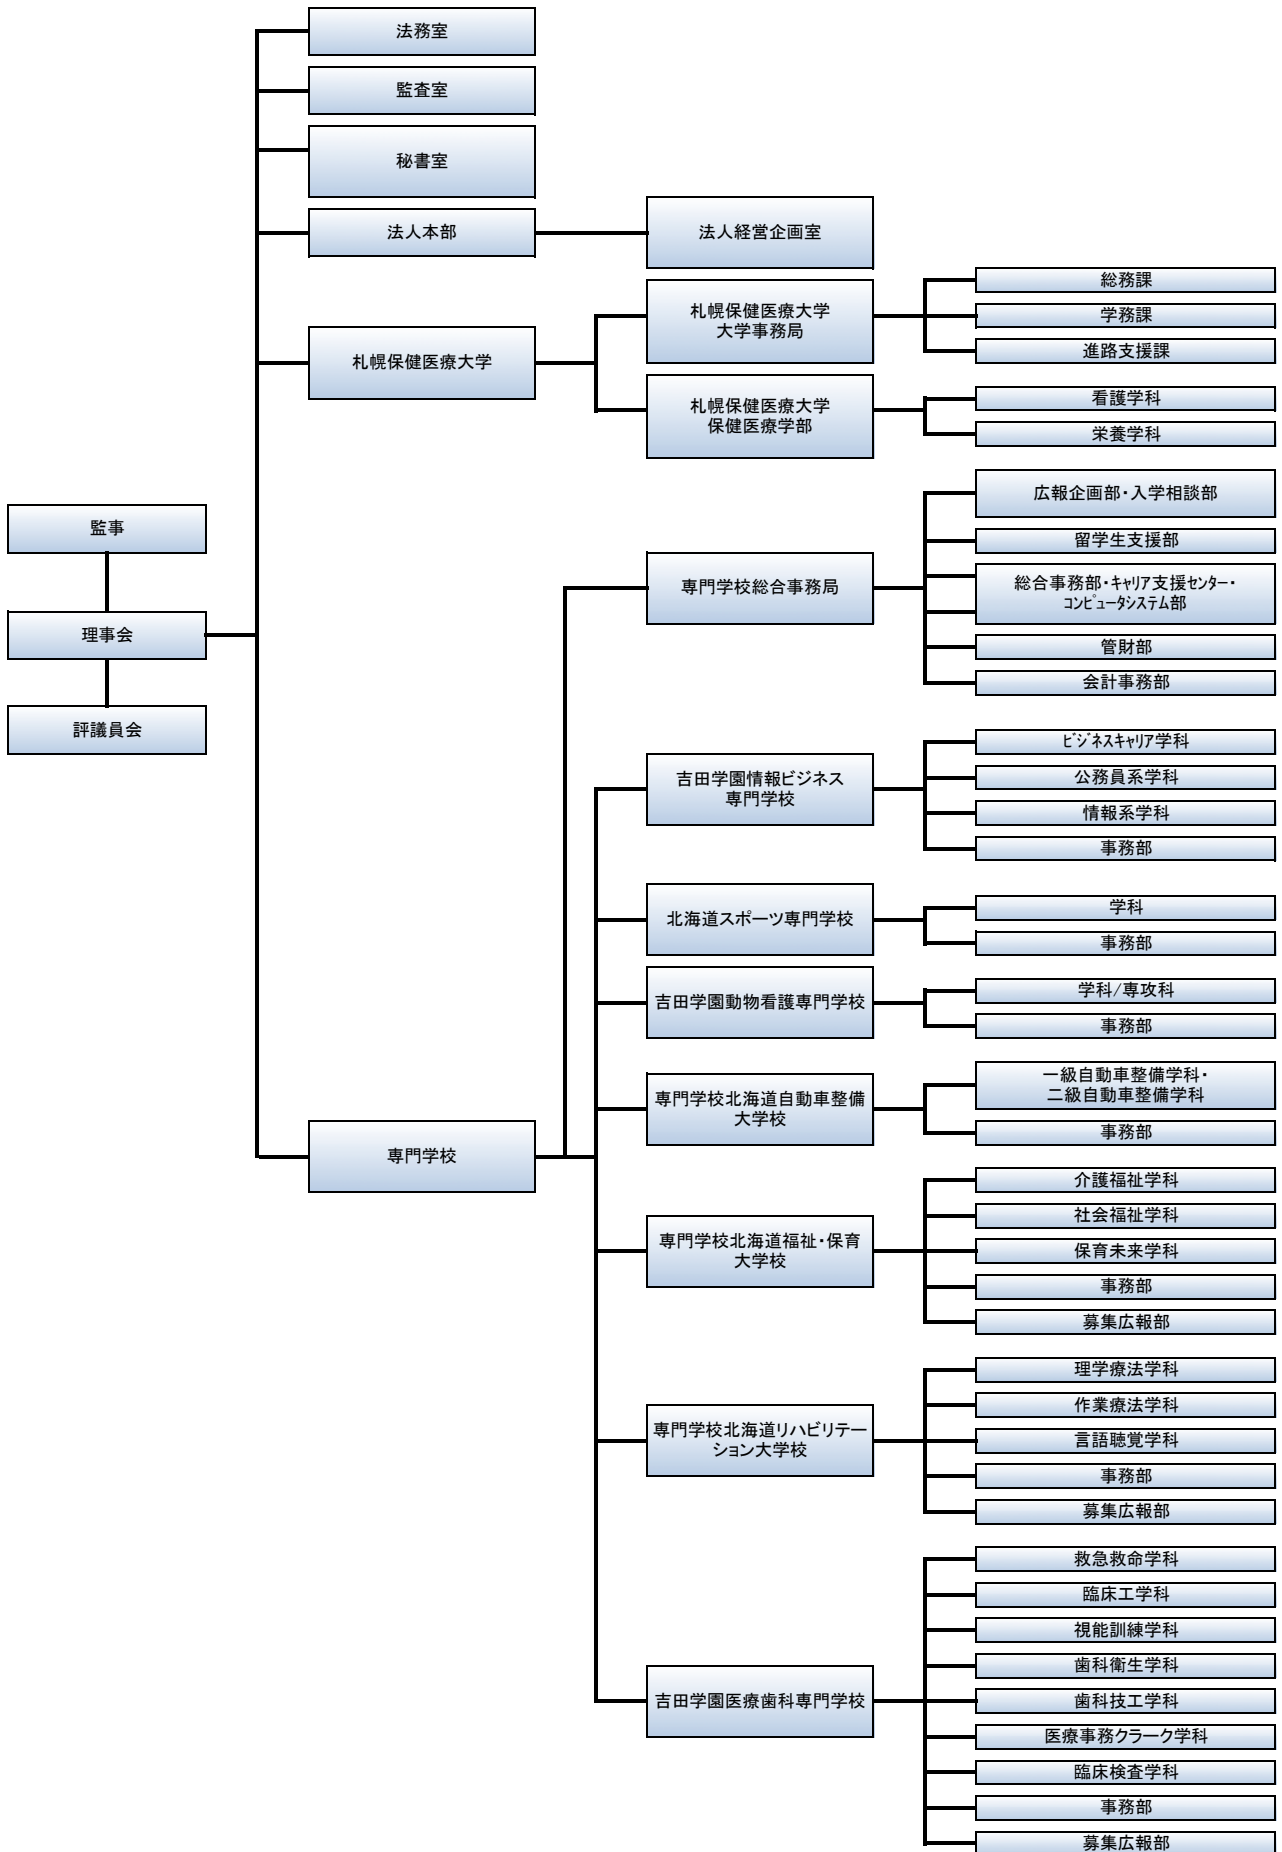 法務室
監査室
秘書室
法人本部
法人経営企画室
札幌保健医療大学
札幌保健医療大学
大学事務局
総務課
学務課
進路支援課
札幌保健医療大学
保健医療学部
看護学科
栄養学科
監事
理事会
評議員会
専門学校
専門学校総合事務局
広報企画部・入学相談部
留学生支援部
総合事務部・ｷｬﾘｱ支援ｾﾝﾀｰ・
ｺﾝﾋﾟｭｰﾀｼｽﾃﾑ部
管財部
会計事務部
吉田学園情報ビジネス
専門学校
ﾋﾞｼﾞﾈｽｷｬﾘｱ学科
公務員系学科
情報系学科
事務部
北海道スポーツ専門学校
学科
事務部
吉田学園動物看護専門学校
学科/専攻科
事務部
専門学校北海道自動車整備
大学校
一級自動車整備学科・
二級自動車整備学科
事務部
専門学校北海道福祉・保育
大学校
介護福祉学科
社会福祉学科
保育未来学科
事務部
募集広報部
専門学校北海道リハビリテー
ション大学校
理学療法学科
作業療法学科
言語聴覚学科
事務部
募集広報部
吉田学園医療歯科専門学校
救急救命学科
臨床工学科
視能訓練学科
歯科衛生学科
歯科技工学科
医療事務クラーク学科
臨床検査学科
事務部
募集広報部